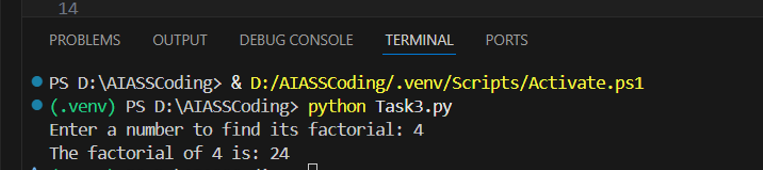 14
PROBLEMS OUTPUT DEBUG CONSOLE TERMINAL PORTS
PS D:\AIASSCoding> & D:/AIASSCoding/.venv/Scripts/Activate.ps1
(.venv) PS D:\AIASSCoding> python Task3.py
Enter a number to find its factorial: 4
The factorial of 4 is: 24